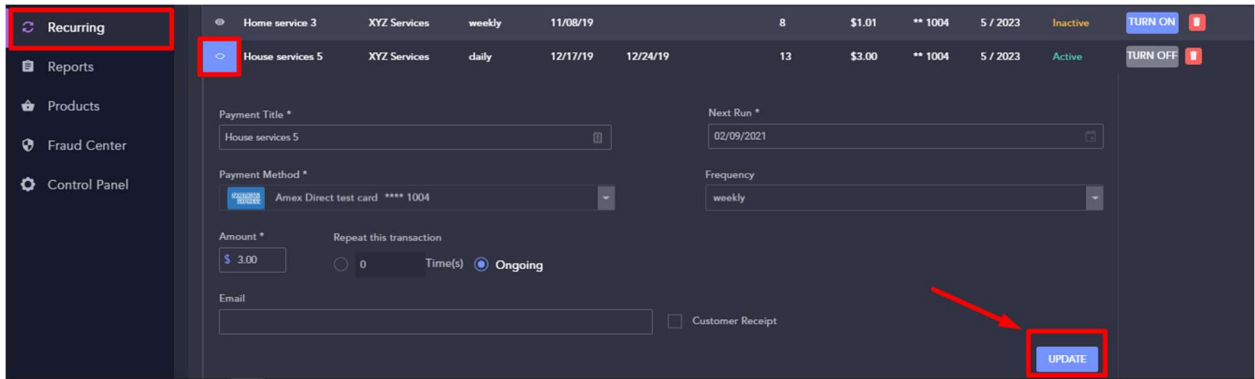 Recurring
Home service 3 XYZ Services weekly 11/08/19 8 $1.01 ** 1004 5 / 2023 Inactive TURN ON
House services 5 XYZ Services daily 12/17/19 12/24/19 13 $3.00 ** 1004 5 / 2023 Active TURN OFF
Reports
Products
Fraud Center
Control Panel
Payment Title * Next Run *
House services 5 02/09/2021
Payment Method * Frequency
Amex Direct test card **** 1004 weekly
Amount * Repeat this transaction
$ 3.00 0 Time(s) Ongoing
Email
Customer Receipt
UPDATE